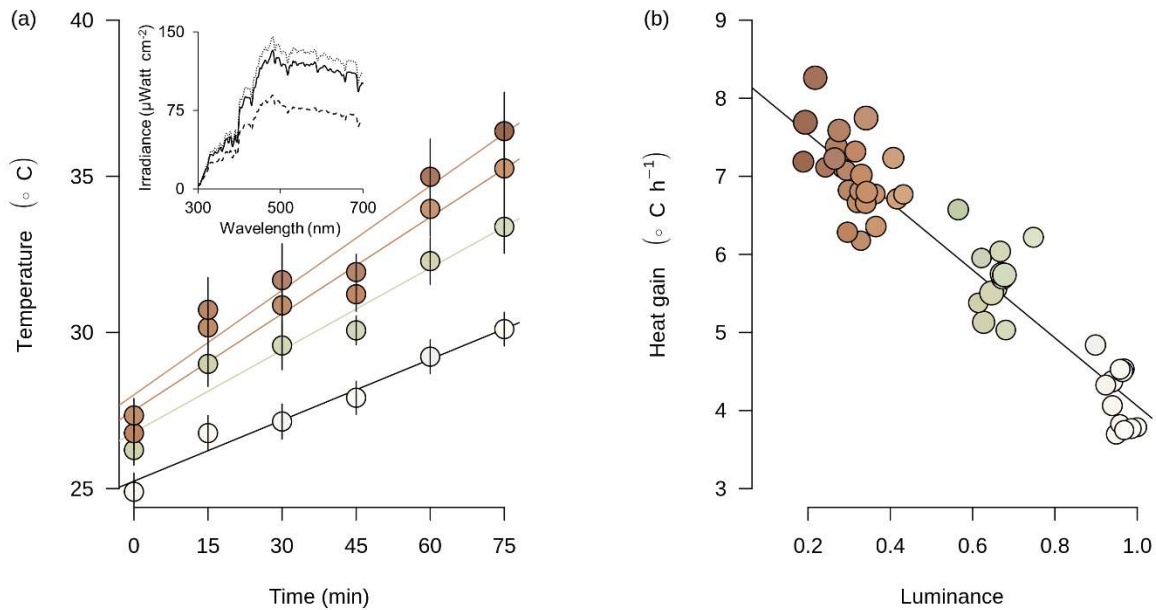 (a)
40
35
30
25
Temperature (◦ C)
0 15 30 45 60 75
Time (min)
150
75
0
Irradiance (μWatt cm-2)
300 500 700
Wavelength (nm)
(b)
9
8
7
6
5
4
3
Heat gain (◦ C h−1)
0.2 0.4 0.6 0.8 1.0
Luminance